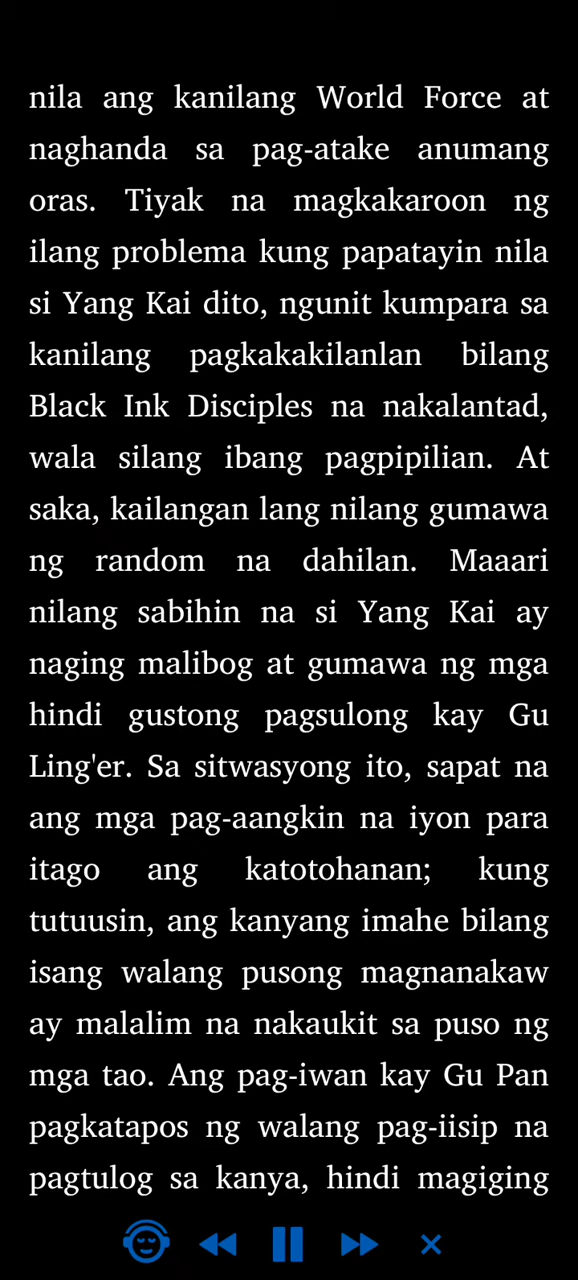 nila ang kanilang World Force at
naghanda sa pag-atake anumang
oras. Tiyak na magkakaroon ng
ilang problema kung papatayin nila
si Yang Kai dito, ngunit kumpara sa
kanilang pagkakakilanlan bilang
Black Ink Disciples na nakalantad,
wala silang ibang pagpipilian. At
saka, kailangan lang nilang gumawa
ng random na dahilan. Maaari
nilang sabihin na si Yang Kai ay
naging malibog at gumawa ng mga
hindi gustong pagsulong kay Gu
Ling'er. Sa sitwasyong ito, sapat na
ang mga pag-aangkin na iyon para
itago ang katotohanan; kung
tutuusin, ang kanyang imahe bilang
isang walang pusong magnanakaw
ay malalim na nakaukit sa puso ng
mga tao. Ang pag-iwan kay Gu Pan
pagkatapos ng walang pag-iisip na
pagtulog sa kanya, hindi magiging